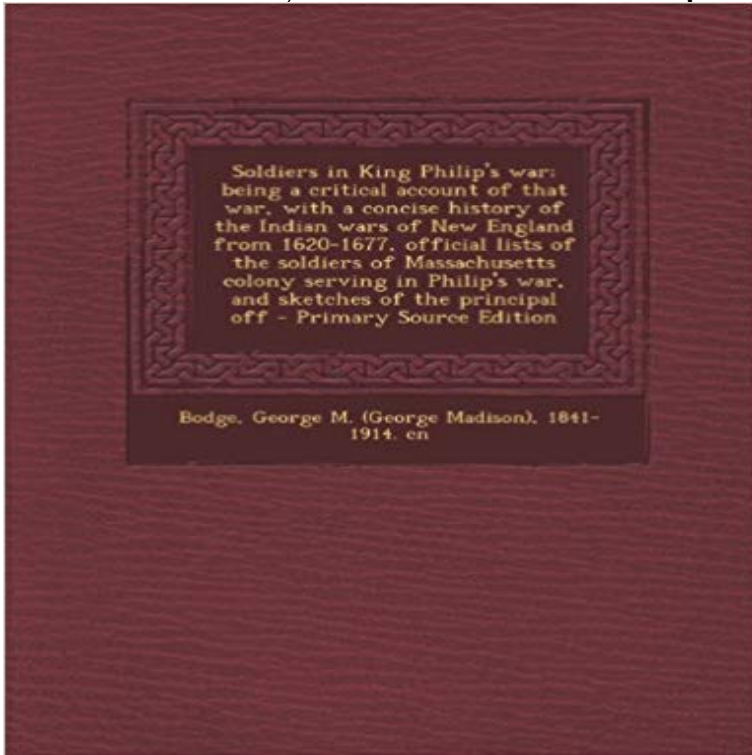 Soldiers in King Philip's war;
being a critical account of that
war, with a concise history of
the Indian wars of New England
from 1620-1677, official lists of
the soldiers of Massachusetts
colony serving in Philip's war,
and sketches of the principal
off - Primary Source Edition
Bodge, George M. (George Madison), 1841-
1914. cn